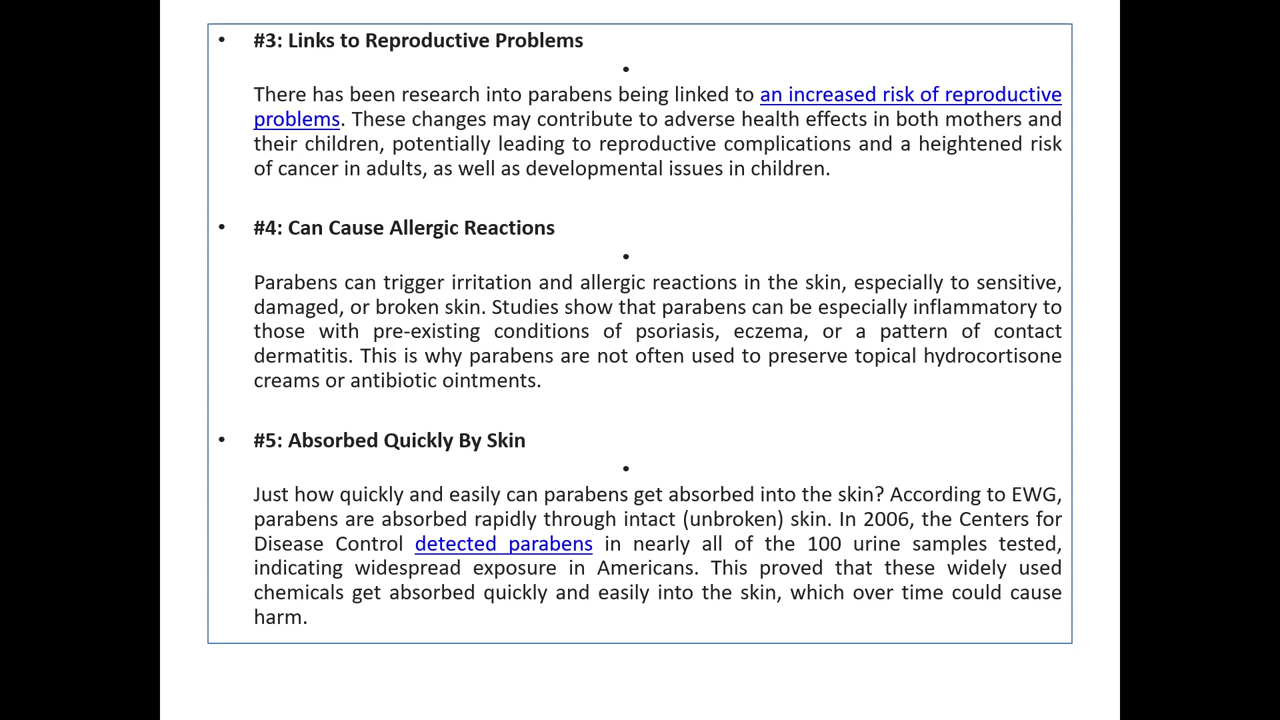 • #3: Links to Reproductive Problems
•
There has been research into parabens being linked to an increased risk of reproductive
problems. These changes may contribute to adverse health effects in both mothers and
their children, potentially leading to reproductive complications and a heightened risk
of cancer in adults, as well as developmental issues in children.
• #4: Can Cause Allergic Reactions
•
Parabens can trigger irritation and allergic reactions in the skin, especially to sensitive,
damaged, or broken skin. Studies show that parabens can be especially inflammatory to
those with pre-existing conditions of psoriasis, eczema, or a pattern of contact
dermatitis. This is why parabens are not often used to preserve topical hydrocortisone
creams or antibiotic ointments.
• #5: Absorbed Quickly By Skin
•
Just how quickly and easily can parabens get absorbed into the skin? According to EWG,
parabens are absorbed rapidly through intact (unbroken) skin. In 2006, the Centers for
Disease Control detected parabens in nearly all of the 100 urine samples tested,
indicating widespread exposure in Americans. This proved that these widely used
chemicals get absorbed quickly and easily into the skin, which over time could cause
harm.